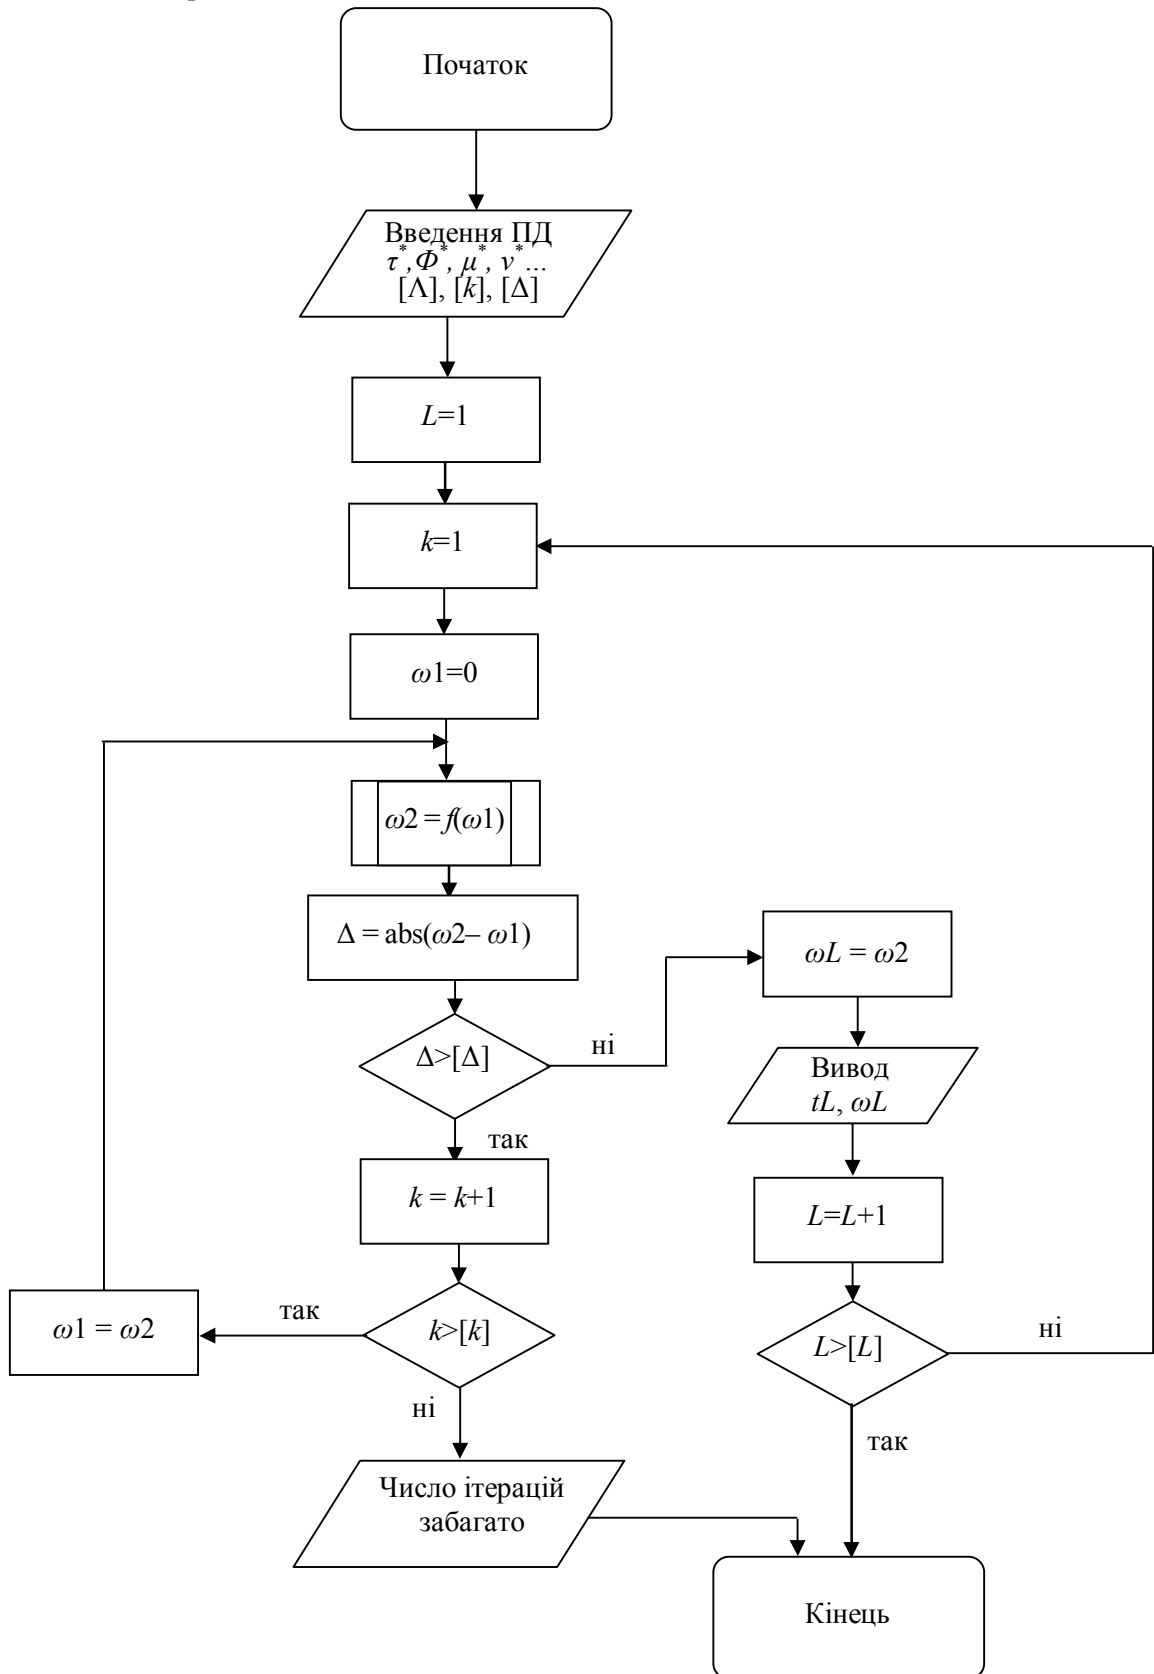 Початок
Введення ПД
τ*, Φ*, μ*, ν*...
[Λ], [k], [Δ]
L=1
k=1
ω1=0
ω2 = f(ω1)
Δ = abs(ω2– ω1)
Δ>[Δ]
ні
так
k = k+1
k>[k]
так
ω1 = ω2
ні
Число ітерацій
забагато
ωL = ω2
Вивод
tL, ωL
L=L+1
L>[L]
ні
так
Кінець